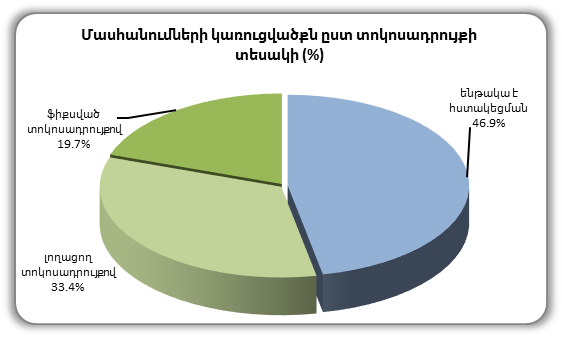 Մասհանումների կառուցվածքն ըստ տոկոսադրույքի
տեսակի (%)
ենթակա է
հստակեցման
46.9%
ֆիքսված
տոկոսադրույքով
19.7%
լողացող
տոկոսադրույքով
33.4%